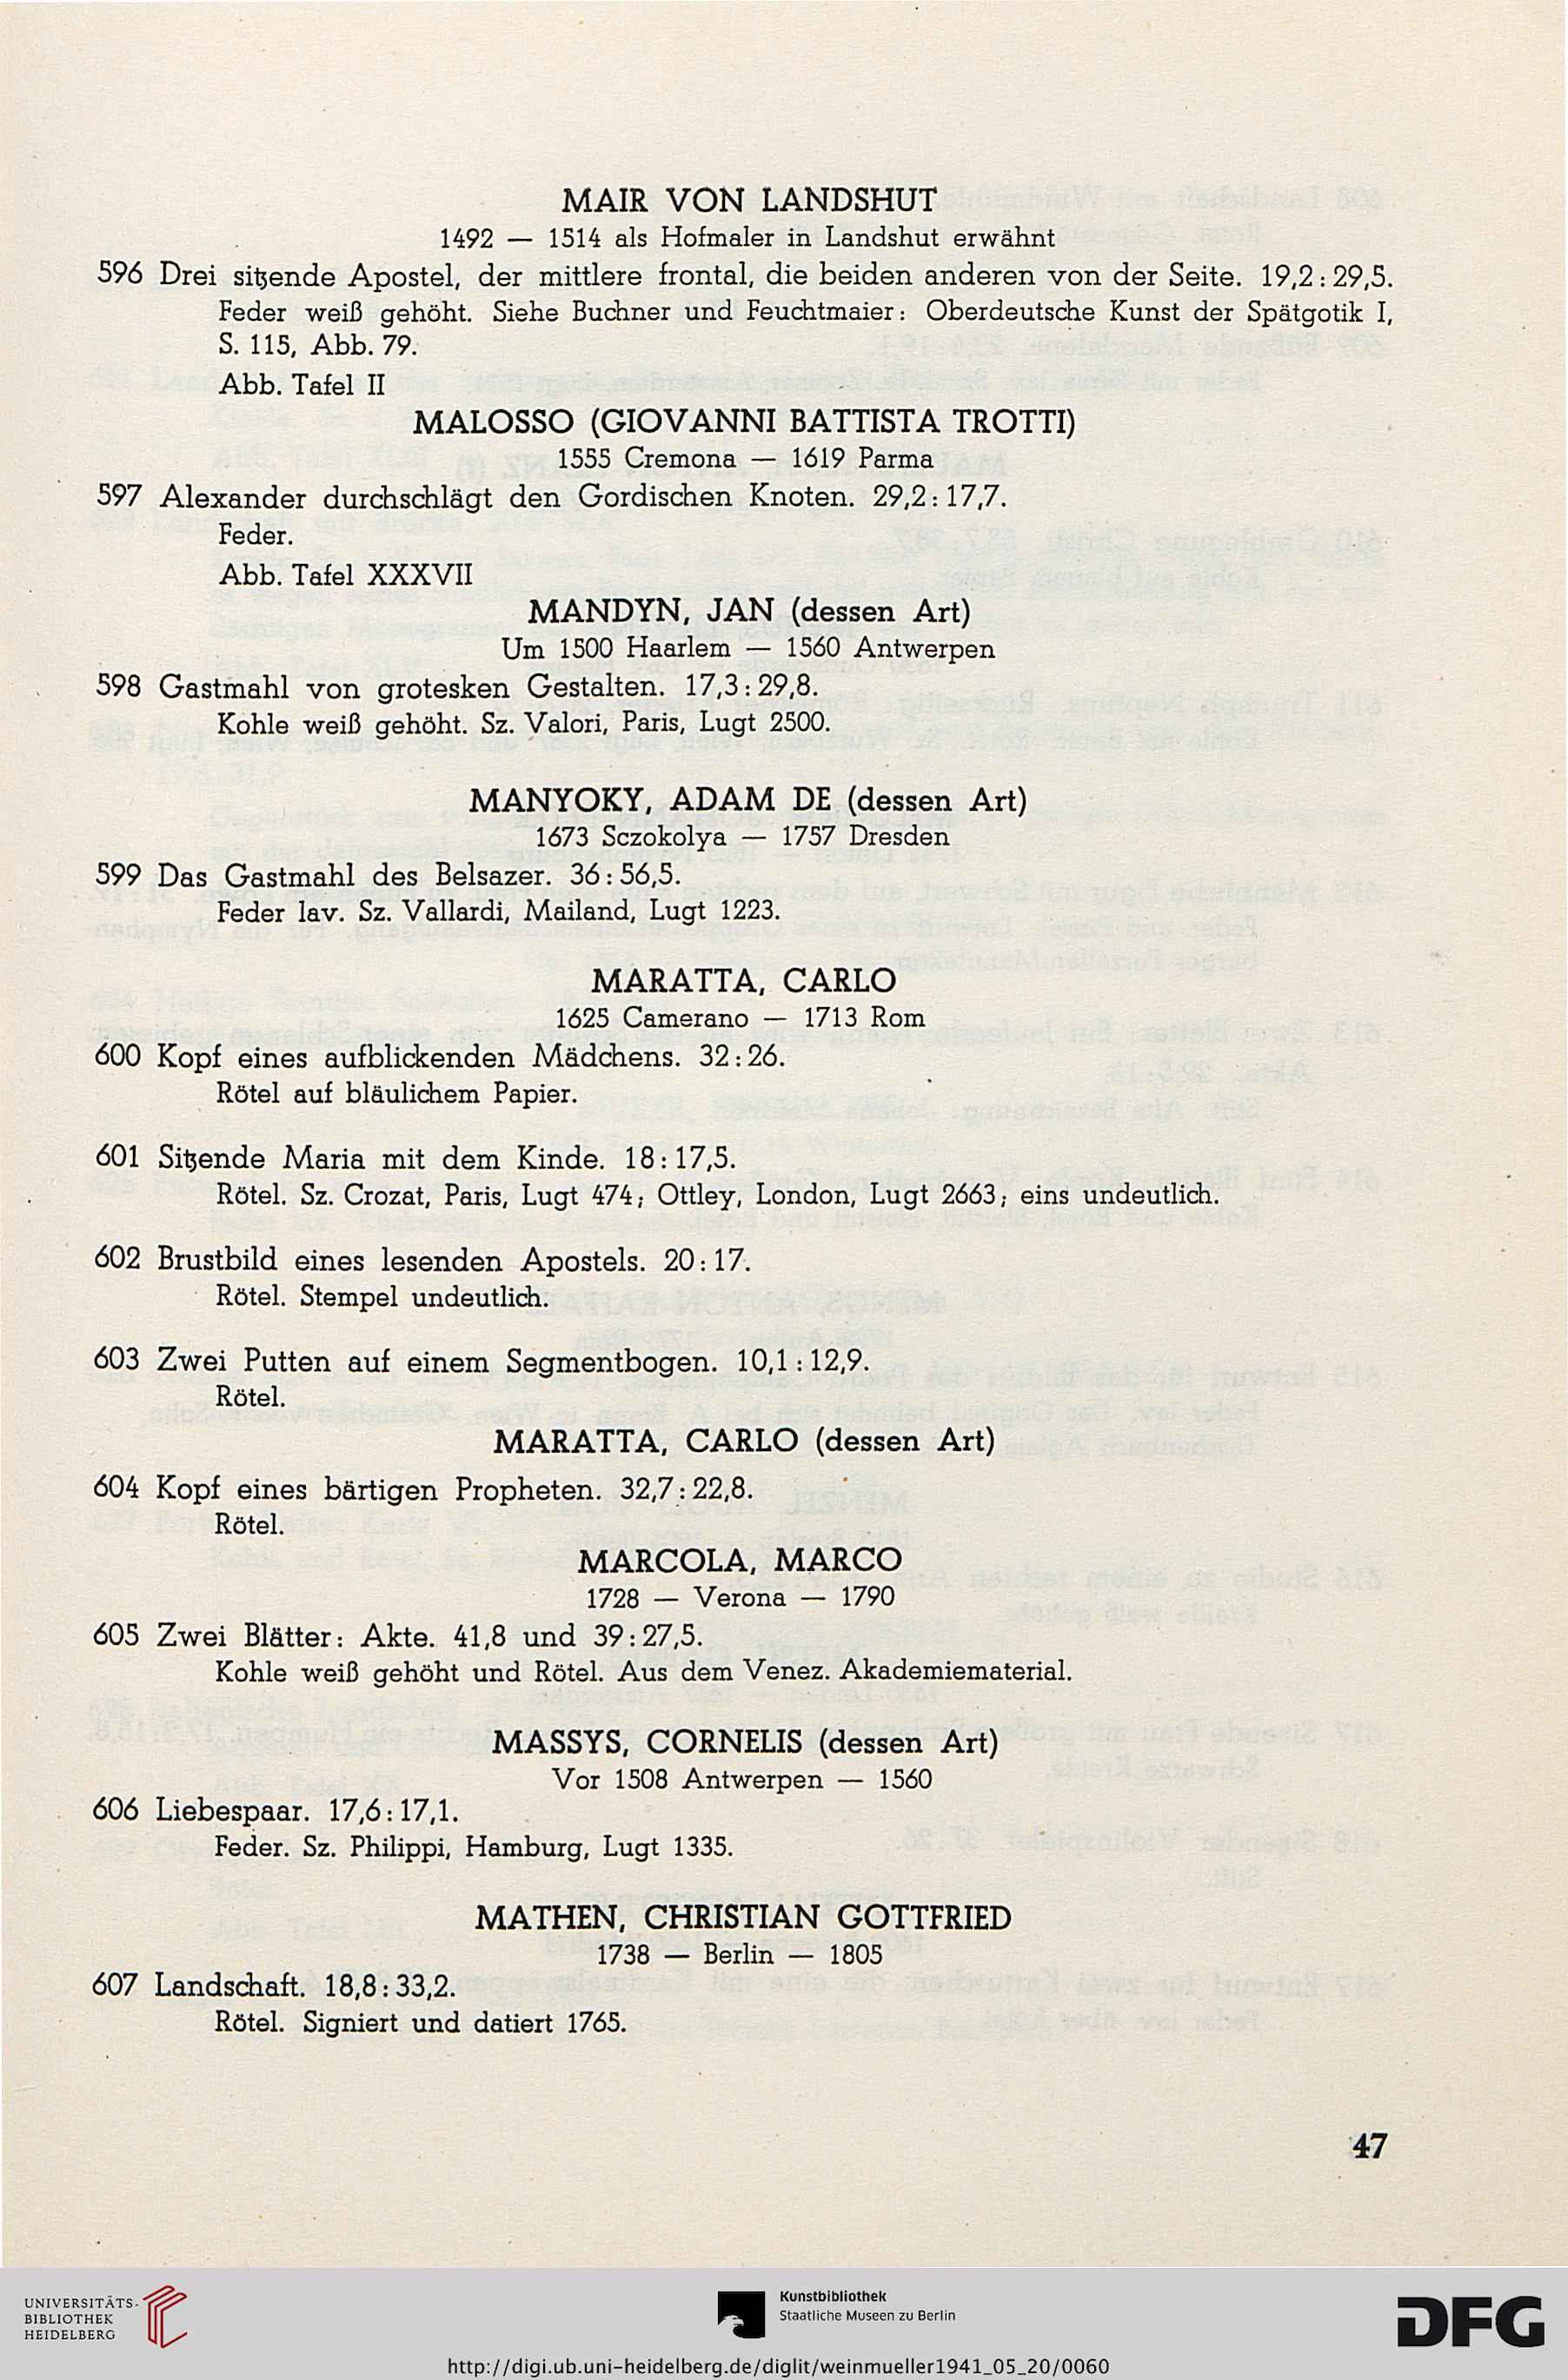 MAIR VON LANDSHUT
1492 — 1514 als Hofmaler in Landshut erwähnt
596 Drei sitzende Apostel, der mittlere frontal, die beiden anderen von der Seite. 19,2:29,5.
Feder weiß gehöht. Siehe Buchner und Feuchtmaier: Oberdeutsche Kunst der Spätgotik I,
S. 115, Abb. 79.
Abb. Tafel II
MALOSSO (GIOVANNI BATTISTA TROTTI)
1555 Cremona — 1619 Parma
597 Alexander durchschlägt den Gordischen Knoten. 29,2:17,7.
Feder.
Abb. Tafel XXXVII
MANDYN, JAN (dessen Art)
Um 1500 Haarlem — 1560 Antwerpen
598 Gastmahl von grotesken Gestalten. 17,3:29,8.
Kohle weiß gehöht. Sz. Valori, Paris, Lugt 2500.
MANYOKY, ADAM DE (dessen Art)
1673 Sczokolya — 1757 Dresden
599 Das Gastmahl des Belsazer. 36:56,5.
Feder lav. Sz. Vallardi, Mailand, Lugt 1223.
MARATTA, CARLO
1625 Camerano — 1713 Rom
600 Kopf eines aufblickenden Mädchens. 32:26.
Rötel auf bläulichem Papier.
601 Sitzende Maria mit dem Kinde. 18:17,5.
Rötel. Sz. Crozat, Paris, Lugt 474; Ottley, London, Lugt 2663; eins undeutlich.
602 Brustbild eines lesenden Apostels. 20:17.
Rötel. Stempel undeutlich.
603 Zwei Putten auf einem Segmentbogen. 10,1:12,9.
Rötel.
MARATTA, CARLO (dessen Art)
604 Kopf eines bärtigen Propheten. 32,7:22,8.
Rötel.
MARCOLA, MARCO
1728 — Verona — 1790
605 Zwei Blätter: Akte. 41,8 und 39:27,5.
Kohle weiß gehöht und Rötel. Aus dem Venez. Akademiematerial.
MASSYS, CORNELIS (dessen Art)
Vor 1508 Antwerpen — 1560
606 Liebespaar. 17,6:17,1.
Feder. Sz. Philippi, Hamburg, Lugt 1335.
MATHEN, CHRISTIAN GOTTFRIED
1738 — Berlin — 1805
607 Landschaft. 18,8:33,2.
Rötel. Signiert und datiert 1765.
47
UNIVERSITÄTS-
BIBLIOTHEK
HEIDELBERG
Kunstbibliothek
Staatliche Museen zu Berlin
DFG
http://digi.ub.uni-heidelberg.de/diglit/weinmueller1941_05_20/0060